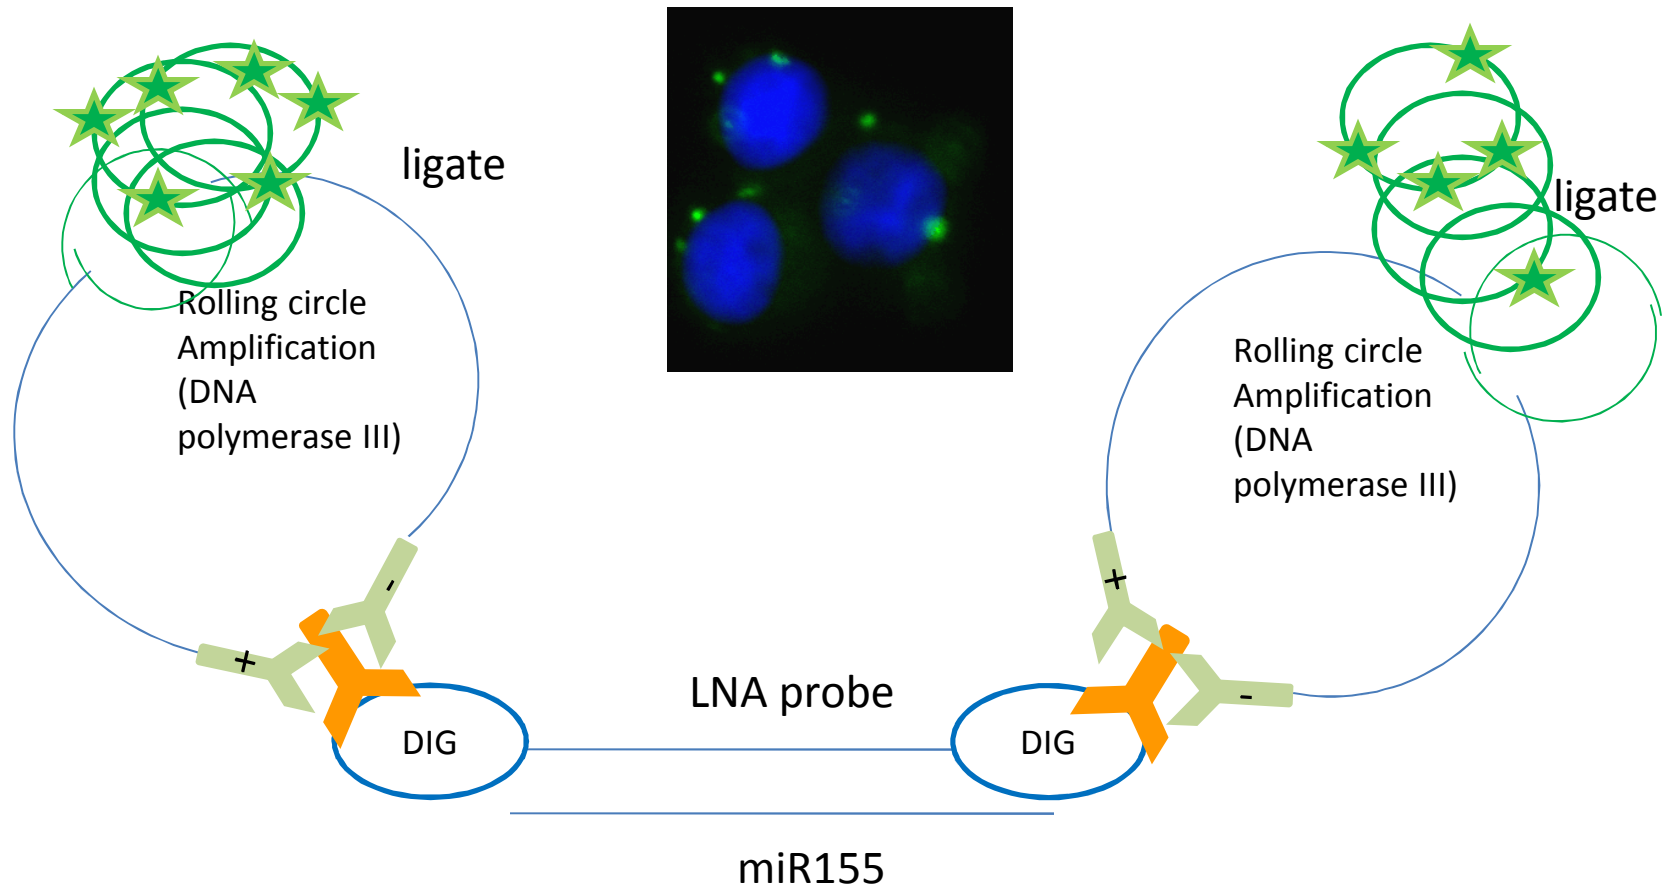 ligate
Rolling circle
Amplification
(DNA
polymerase III)
-
+
DIG
LNA probe
miR155
ligate
Rolling circle
Amplification
(DNA
polymerase III)
+
-
DIG